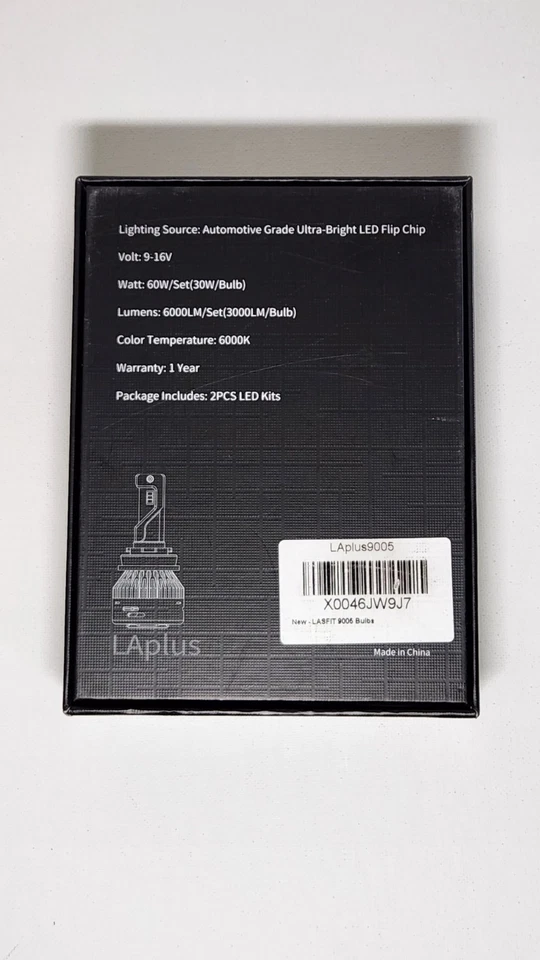 Lighting Source: Automotive Grade Ultra-Bright LED Flip Chip
Volt: 9-16V
Watt: 60W/Set(30W/Bulb)
Lumens: 6000LM/Set(3000LM/Bulb)
Color Temperature: 6000K
Warranty: 1 Year
Package Includes: 2PCS LED Kits
LAplus9005
X0046JW9J7
New - LASFIT 9005 Bulbs
LAplus
Made in China